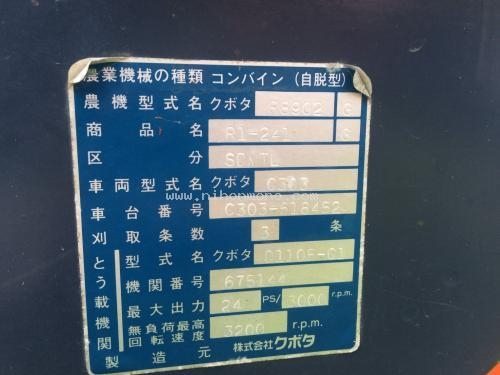 農業機械の種類 コンバイン (自脱型)
農機型式名 クボタ R8902 G
商品名 R1-241 G
区分 SDWTL
車両型式名 クボタ C303
車台番号 C303-618452
刈取条数 3 条
とう載機関 型式名 クボタ D1105-01
機関番号 676144
最大出力 24 PS/3000 r.p.m.
無負荷最高回転速度 3200 r.p.m.
製造元 株式会社クボタ
www.nihonmono.com